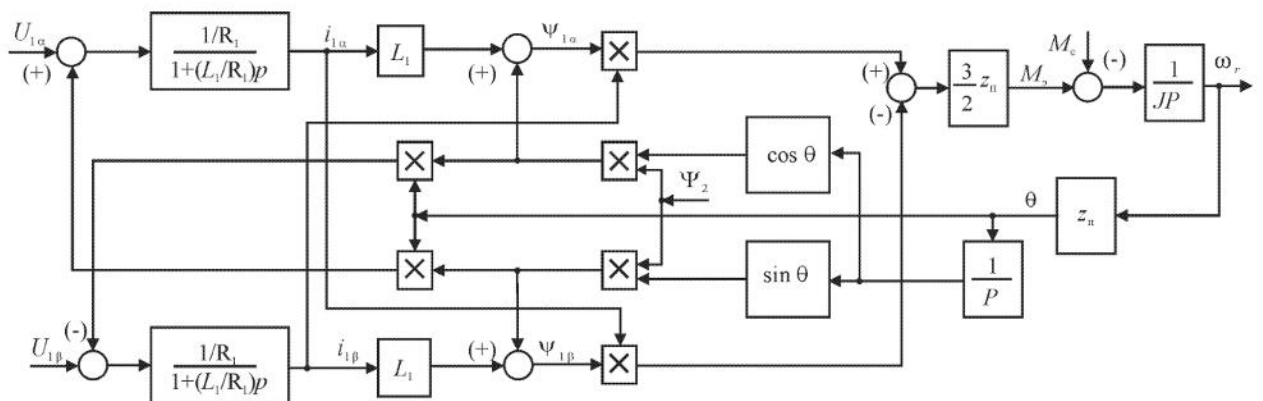 U₁α
(+)
1/R₁
1+(L₁/R₁)p
i₁α
L₁
(+)
Ψ₁α
×
(+)
(-)
3
2
zп
Mэ
Mс
(-)
1
JP
ωr
×
×
cos θ
Ψ₂
θ
zп
×
×
sin θ
1
P
(-)
U₁β
1/R₁
1+(L₁/R₁)p
i₁β
L₁
(+)
Ψ₁β
×